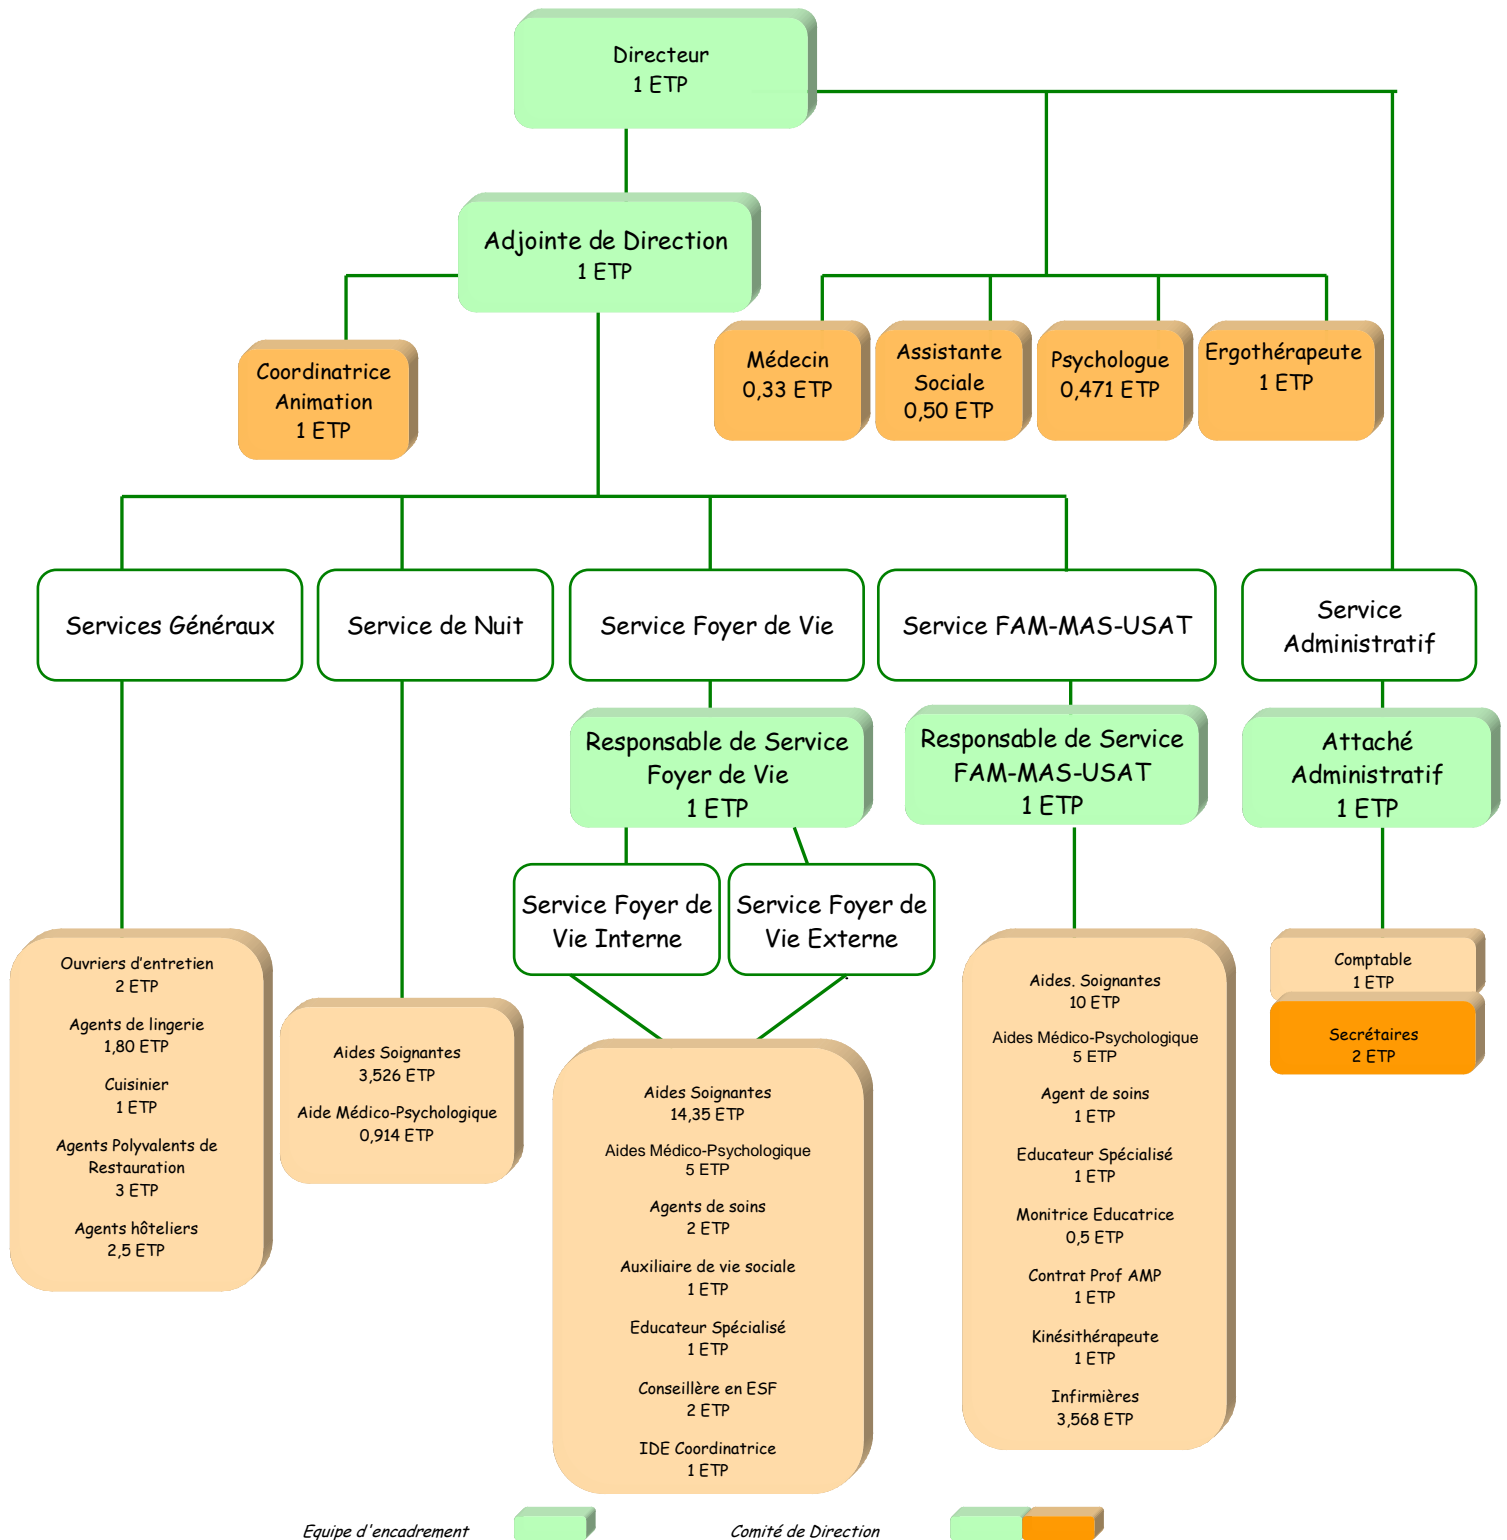 Directeur
1 ETP
Adjointe de Direction
1 ETP
Coordinatrice
Animation
1 ETP
Médecin
0,33 ETP
Assistante
Sociale
0,50 ETP
Psychologue
0,471 ETP
Ergothérapeute
1 ETP
Services Généraux
Service de Nuit
Service Foyer de Vie
Service FAM-MAS-USAT
Service
Administratif
Responsable de Service
Foyer de Vie
1 ETP
Responsable de Service
FAM-MAS-USAT
1 ETP
Attaché
Administratif
1 ETP
Service Foyer de
Vie Interne
Service Foyer de
Vie Externe
Ouvriers d'entretien
2 ETP
Agents de lingerie
1,80 ETP
Cuisinier
1 ETP
Agents Polyvalents de
Restauration
3 ETP
Agents hôteliers
2,5 ETP
Aides Soignantes
3,526 ETP
Aide Médico-Psychologique
0,914 ETP
Aides Soignantes
14,35 ETP
Aides Médico-Psychologique
5 ETP
Agents de soins
2 ETP
Auxiliaire de vie sociale
1 ETP
Educateur Spécialisé
1 ETP
Conseillère en ESF
2 ETP
IDE Coordinatrice
1 ETP
Aides. Soignantes
10 ETP
Aides Médico-Psychologique
5 ETP
Agent de soins
1 ETP
Educateur Spécialisé
1 ETP
Monitrice Educatrice
0,5 ETP
Contrat Prof AMP
1 ETP
Kinésithérapeute
1 ETP
Infirmières
3,568 ETP
Comptable
1 ETP
Secrétaires
2 ETP
Equipe d'encadrement
Comité de Direction